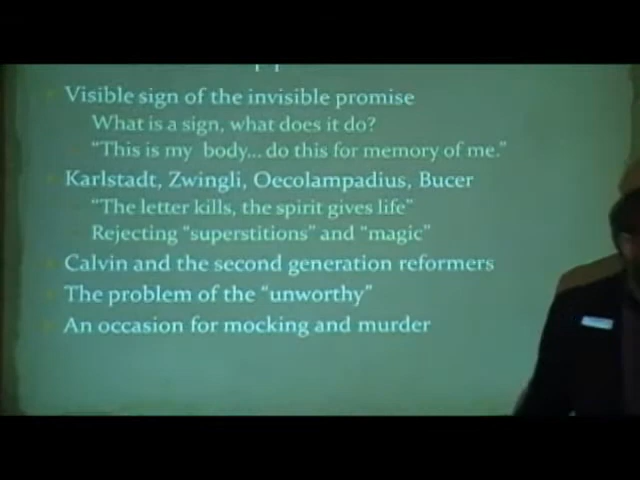 Visible sign of the invisible promise
What is a sign, what does it do?
"This is my body... do this for memory of me."
Karlstadt, Zwingli, Oecolampadius, Bucer
"The letter kills, the spirit gives life"
Rejecting "superstitions" and "magic"
Calvin and the second generation reformers
The problem of the "unworthy"
An occasion for mocking and murder